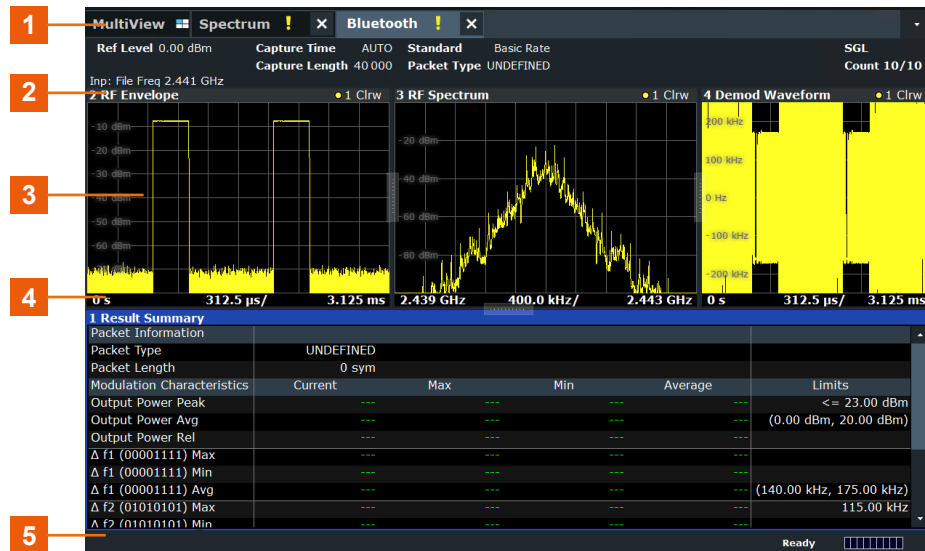 1
MultiView Spectrum ! X Bluetooth ! X
Ref Level 0.00 dBm Capture Time AUTO Standard Basic Rate SGL
Capture Length 40 000 Packet Type UNDEFINED Count 10/10
Inp: File Freq 2.441 GHz
2
2 RF Envelope 1 Clrw 3 RF Spectrum 1 Clrw 4 Demod Waveform 1 Clrw
-10 dBm
-20 dBm
-30 dBm
-40 dBm
-50 dBm
-60 dBm
3
-20 dBm
-40 dBm
-60 dBm
-80 dBm
200 kHz
100 kHz
0 Hz
-100 kHz
-200 kHz
4
0 s 312.5 µs/ 3.125 ms 2.439 GHz 400.0 kHz/ 2.443 GHz 0 s 312.5 µs/ 3.125 ms
1 Result Summary
Packet Information
Packet Type UNDEFINED
Packet Length 0 sym
Modulation Characteristics Current Max Min Average Limits
Output Power Peak --- --- --- --- <= 23.00 dBm
Output Power Avg --- --- --- --- (0.00 dBm, 20.00 dBm)
Output Power Rel --- --- --- ---
Δ f1 (00001111) Max --- --- --- ---
Δ f1 (00001111) Min --- --- --- ---
Δ f1 (00001111) Avg --- --- --- --- (140.00 kHz, 175.00 kHz)
Δ f2 (01010101) Max --- --- --- --- 115.00 kHz
Δ f2 (01010101) Min --- --- --- ---
5
Ready